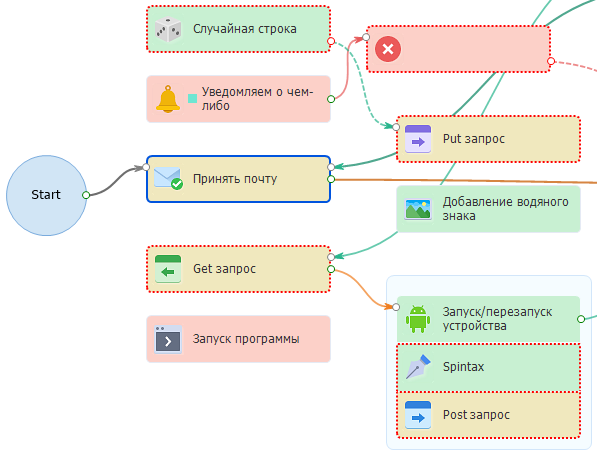 Случайная строка
Уведомляем о чем-
либо
Put запрос
Start
Принять почту
Добавление водяного
знака
Get запрос
Запуск/перезапуск
устройства
Запуск программы
Spintax
Post запрос